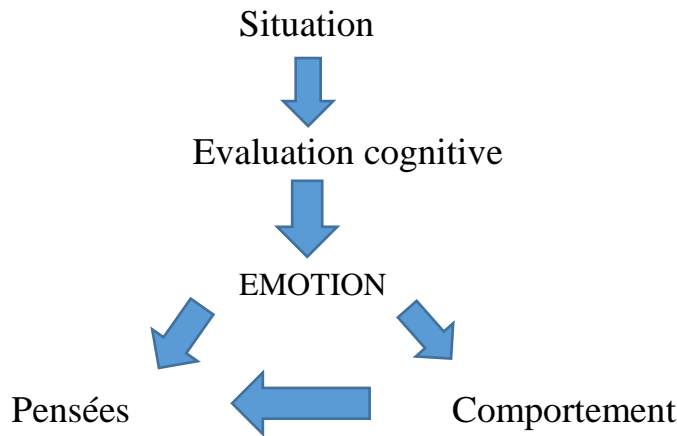 Situation
Evaluation cognitive
EMOTION
Pensées
Comportement